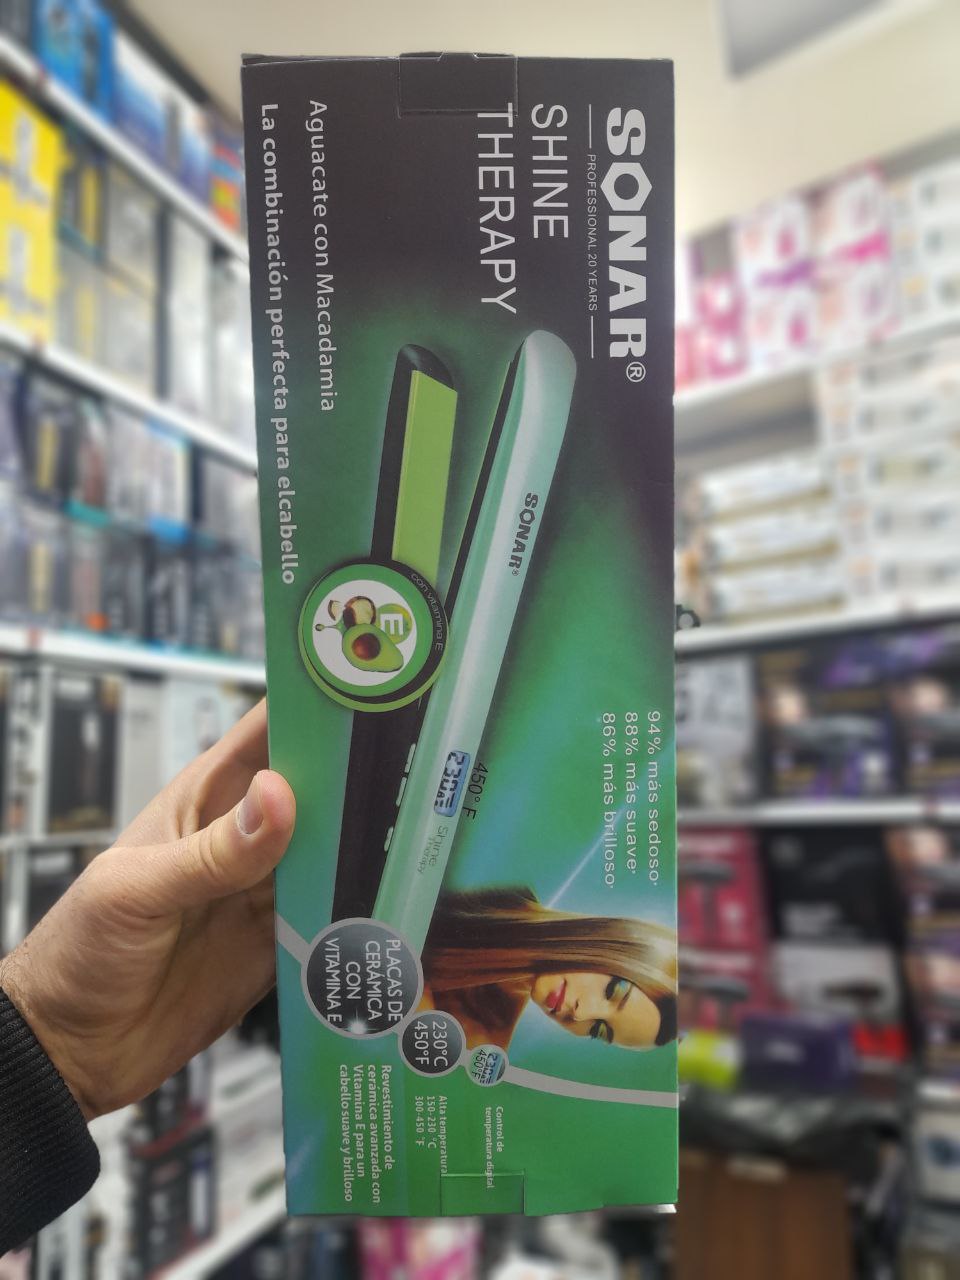 SONAR®
PROFESSIONAL 20 YEARS
SHINE
THERAPY
Aguacate con Macadamia
La combinación perfecta para elcabello
SONAR®
con vitamina E
E
450° F
230
Shine
Therapy
94% más sedoso*
88% más suave*
86% más brilloso*
PLACAS DE
CERÁMICA
CON
VITAMINA E
230°C
450°F
230
450°F
Revestimiento de
cerámica avanzada con
Vitamina E para un
cabello suave y brilloso
Alta temperatura
150-230 °C
300-450 °F
Control de
temperatura digital